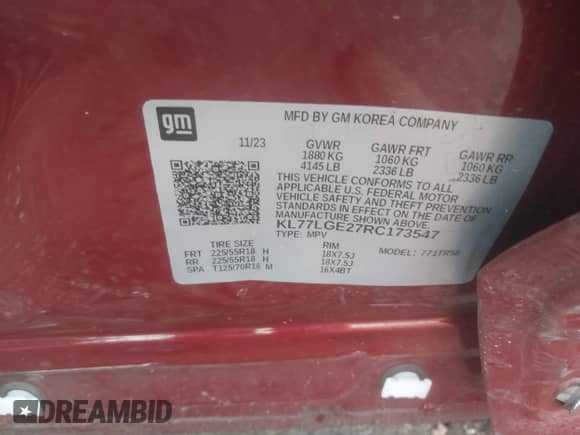 gm
MFD BY GM KOREA COMPANY
11/23 GVWR GAWR FRT GAWR RR
1880 KG 1060 KG 1060 KG
4145 LB 2336 LB 2336 LB
THIS VEHICLE CONFORMS TO ALL
APPLICABLE U.S. FEDERAL MOTOR
VEHICLE SAFETY AND THEFT PREVENTION
STANDARDS IN EFFECT ON THE DATE OF
MANUFACTURE SHOWN ABOVE.
KL77LGE27RC173547
TYPE: MPV MODEL: 771TR58
TIRE SIZE RIM
FRT 225/55R18 H 18X7.5J
RR 225/55R18 H 18X7.5J
SPA T125/70R16 M 16X4BT
DREAMBID